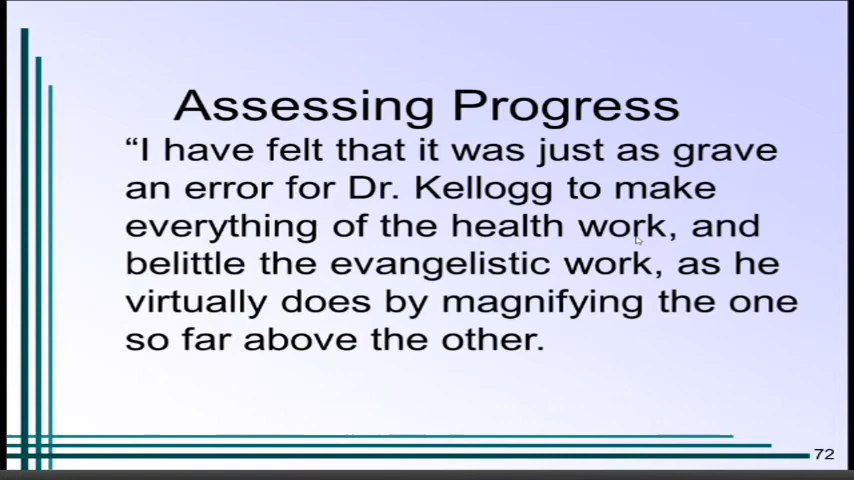 Assessing Progress
“I have felt that it was just as grave
an error for Dr. Kellogg to make
everything of the health work, and
belittle the evangelistic work, as he
virtually does by magnifying the one
so far above the other.
72